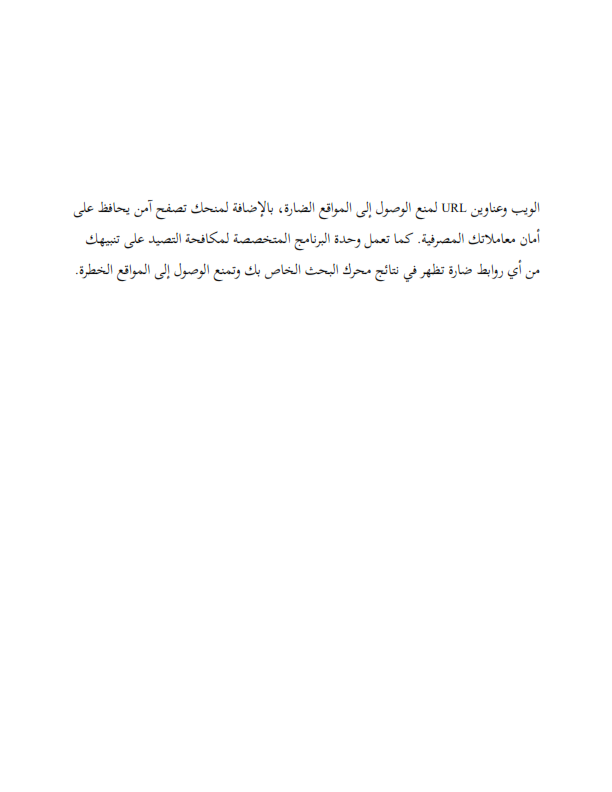 الويب وعناوين URL لمنع الوصول إلى المواقع الضارة، بالإضافة لمنحك تصفح آمن يحافظ على
أمان معاملاتك المصرفية. كما تعمل وحدة البرنامج المتخصصة لمكافحة التصيد على تنبيهك
من أي روابط ضارة تظهر في نتائج محرك البحث الخاص بك وتمنع الوصول إلى المواقع الخطرة.